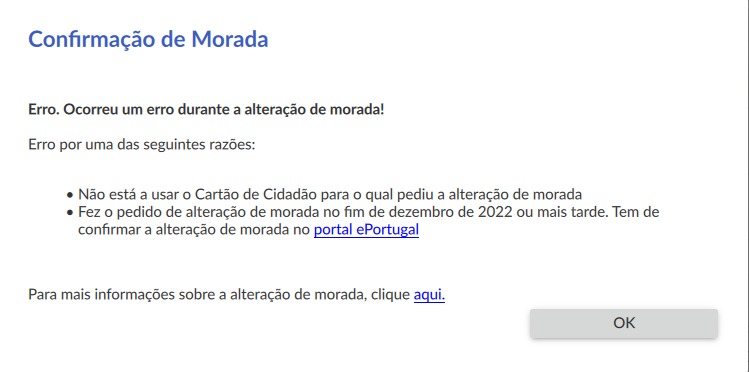 Confirmação de Morada
Erro. Ocorreu um erro durante a alteração de morada!
Erro por uma das seguintes razões:
• Não está a usar o Cartão de Cidadão para o qual pediu a alteração de morada
• Fez o pedido de alteração de morada no fim de dezembro de 2022 ou mais tarde. Tem de
confirmar a alteração de morada no portal ePortugal
Para mais informações sobre a alteração de morada, clique aqui.
OK